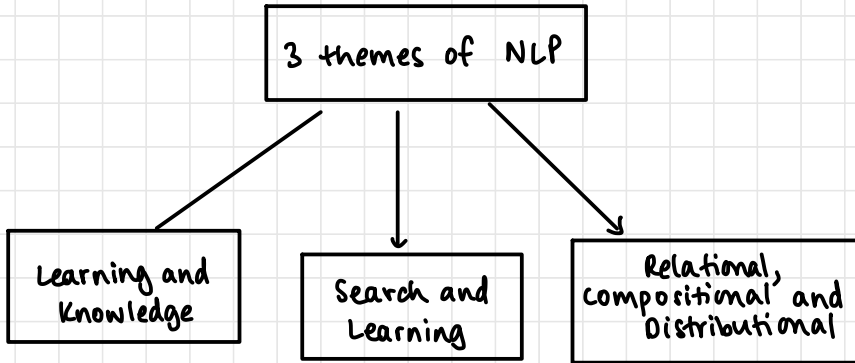 3 themes of NLP
Learning and
Knowledge
Search and
Learning
Relational,
Compositional and
Distributional